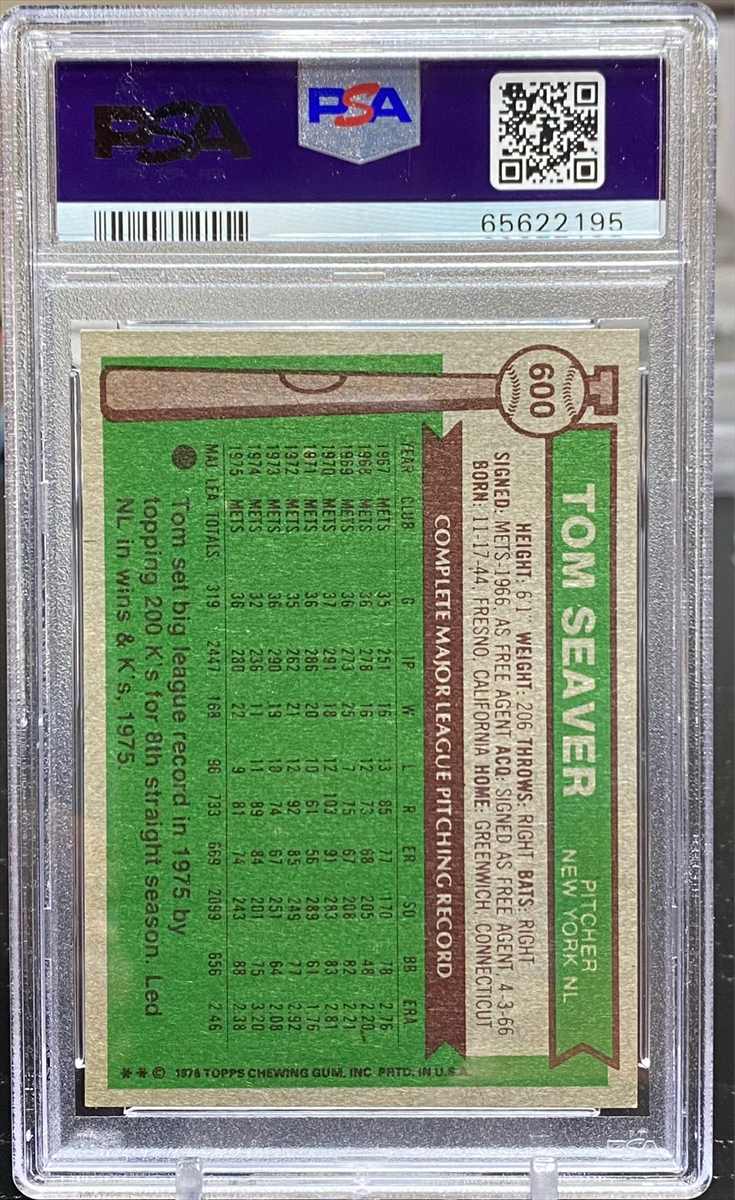 PSA
PSA
65622195
600
TOM SEAVER
PITCHER
NEW YORK NL
HEIGHT: 6'1" WEIGHT: 206 THROWS: RIGHT BATS: RIGHT
SIGNED: METS-1966, AS FREE AGENT ACQ: SIGNED AS FREE AGENT, 4-3-66
BORN: 11-17-44, FRESNO, CALIFORNIA HOME: GREENWICH, CONNECTICUT
COMPLETE MAJOR LEAGUE PITCHING RECORD
YEAR CLUB G IP W L R ER SO BB ERA
1967 METS 35 251 16 13 85 77 170 78 2.76
1968 METS 36 278 16 12 73 68 205 48 2.20
1969 METS 36 273 25 7 75 67 208 82 2.21
1970 METS 37 291 18 12 103 91 283 83 2.81
1971 METS 36 286 20 10 61 56 289 61 1.76
1972 METS 35 262 21 12 92 85 249 77 2.92
1973 METS 36 290 19 10 74 67 251 64 2.08
1974 METS 32 236 11 11 89 84 201 75 3.20
1975 METS 36 280 22 9 81 74 243 88 2.38
MAJ. LEA. TOTALS 319 2447 168 96 733 669 2099 656 2.46
Tom set big league record in 1975 by
topping 200 K's for 8th straight season. Led
NL in wins & K's, 1975.
** © 1976 TOPPS CHEWING GUM, INC. PRTD. IN U.S.A.
PSA